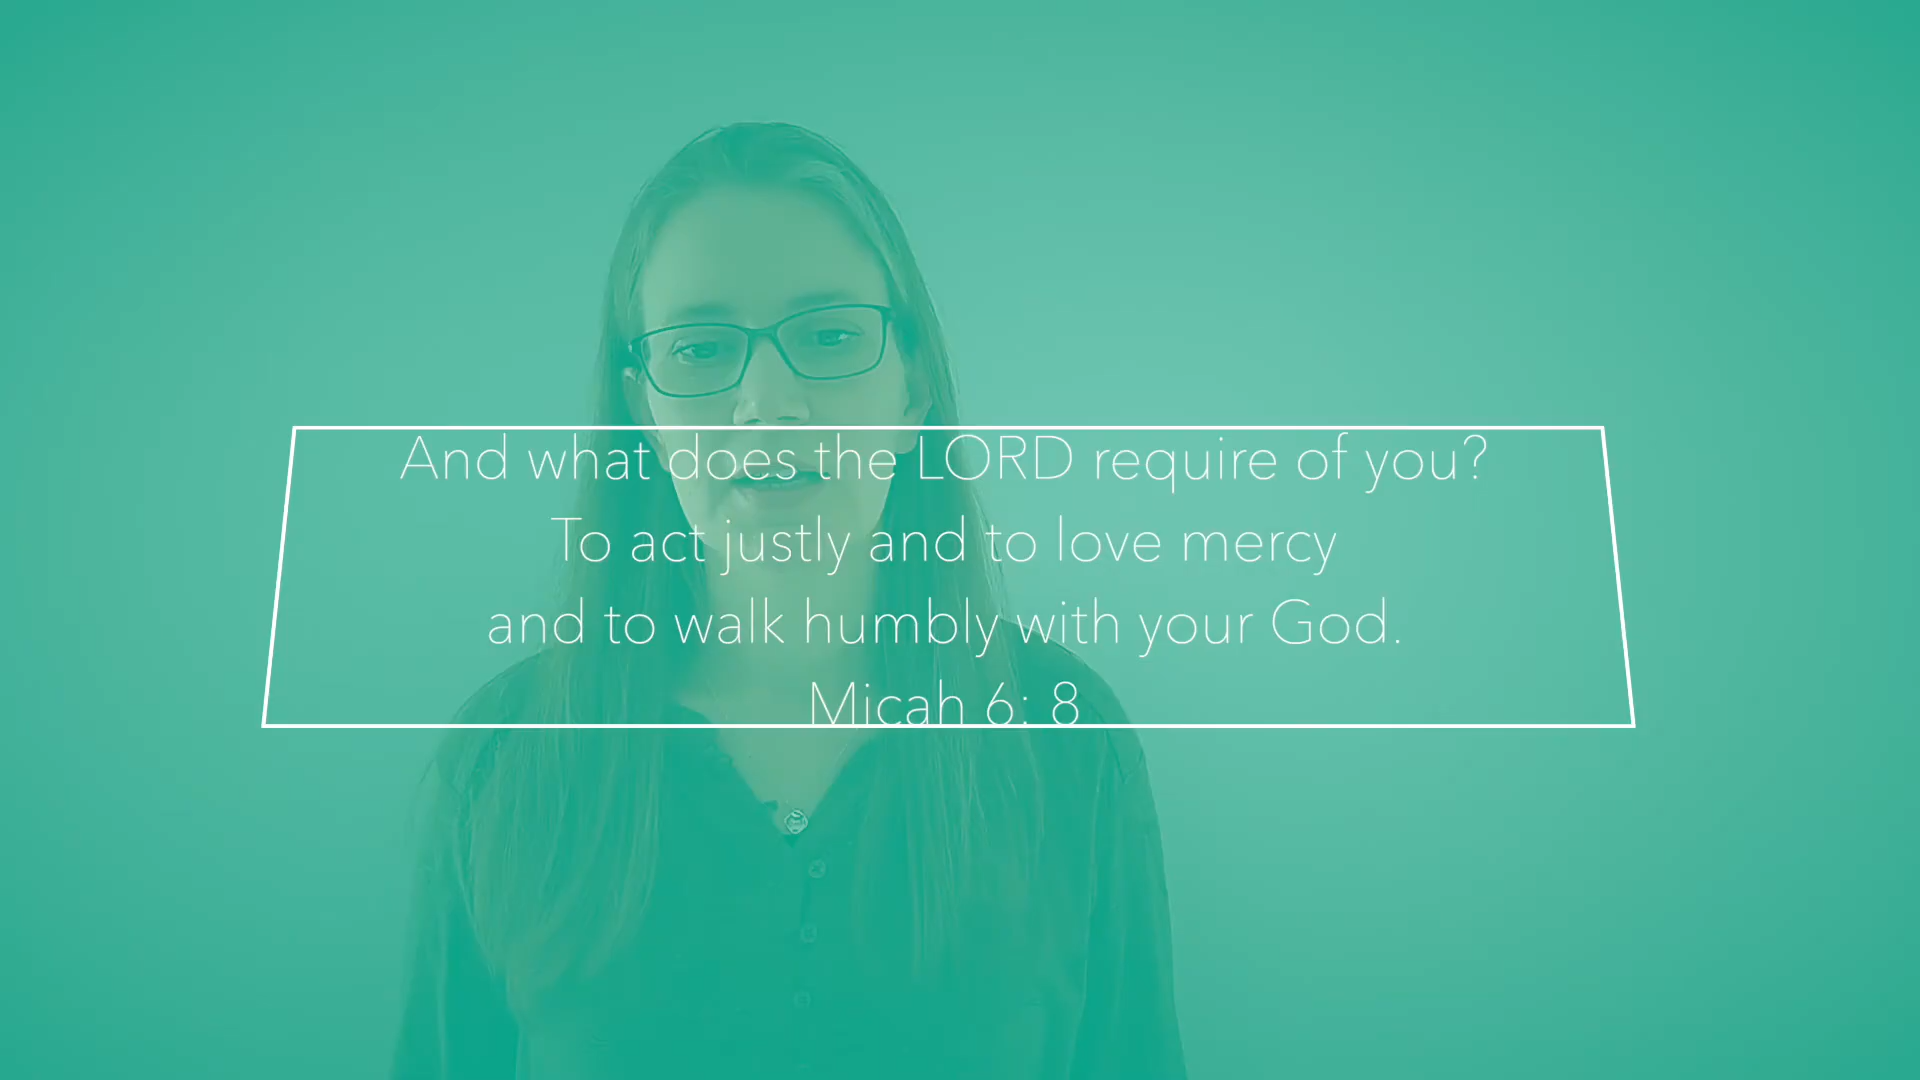 And what does the LORD require of you?
To act justly and to love mercy
and to walk humbly with your God.
Micah 6: 8